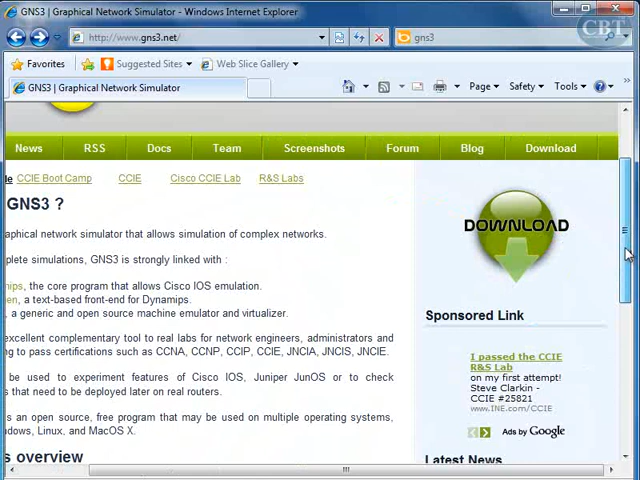 GNS3 | Graphical Network Simulator - Windows Internet Explorer
CBT
http://www.gns3.net/
gns3
Favorites
Suggested Sites
Web Slice Gallery
GNS3 | Graphical Network Simulator
Page
Safety
Tools
News
RSS
Docs
Team
Screenshots
Forum
Blog
Download
le CCIE Boot Camp
CCIE
Cisco CCIE Lab
R&S Labs
GNS3 ?
DOWNLOAD
raphical network simulator that allows simulation of complex networks.
plete simulations, GNS3 is strongly linked with :
nips, the core program that allows Cisco IOS emulation.
en, a text-based front-end for Dynamips.
, a generic and open source machine emulator and virtualizer.
Sponsored Link
excellent complementary tool to real labs for network engineers, administrators and
ng to pass certifications such as CCNA, CCNP, CCIP, CCIE, JNCIA, JNCIS, JNCIE.
I passed the CCIE
R&S Lab
on my first attempt!
Steve Clarkin -
CCIE #25821
www.INE.com/CCIE
be used to experiment features of Cisco IOS, Juniper JunOS or to check
s that need to be deployed later on real routers.
is an open source, free program that may be used on multiple operating systems,
ndows, Linux, and MacOS X.
Ads by Google
s overview
Latest News